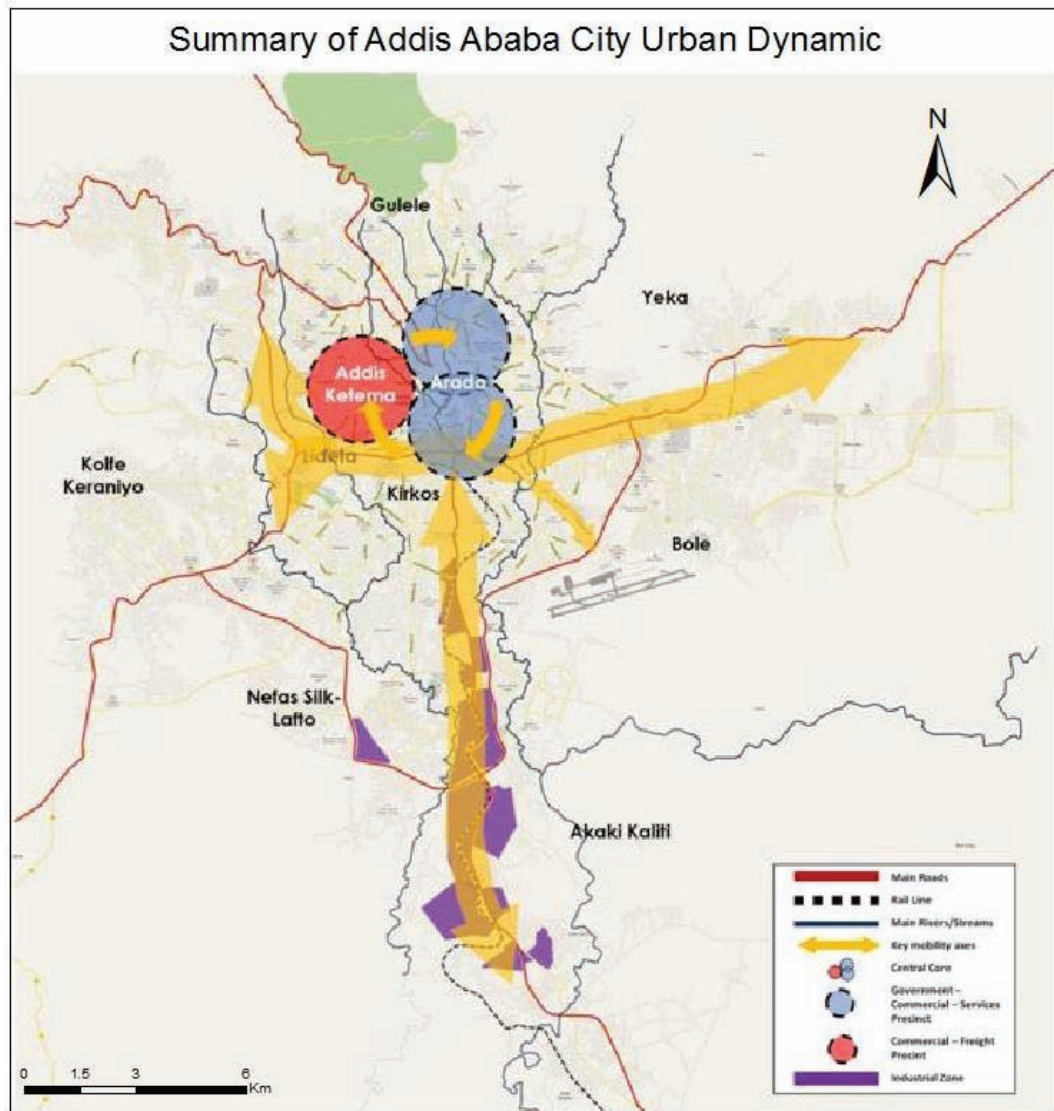 Summary of Addis Ababa City Urban Dynamic
N
Gulele
Yeka
Addis
Ketema
Arada
Lideta
Kolfe
Keraniyo
Kirkos
Bole
Nefas Silk-
Lafto
Akaki Kaliti
Main Roads
Rail Line
Main Rivers/Streams
Key mobility axes
Central Core
Government –
Commercial – Services
Precinct
Commercial – Freight
Precint
Industrial Zone
0 1.5 3 6
Km